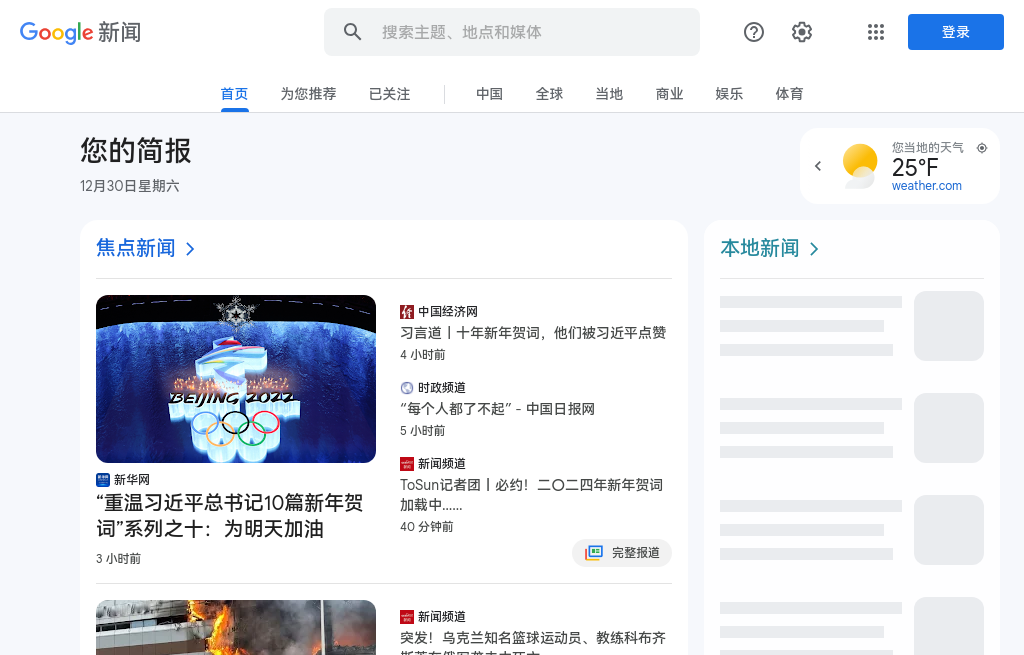 Google 新闻
搜索主题、地点和媒体
登录
首页 为您推荐 已关注 中国 全球 当地 商业 娱乐 体育
您的简报
12月30日星期六
您当地的天气
25°F
weather.com
焦点新闻
BEIJING 2022
新华网
“重温习近平总书记10篇新年贺
词”系列之十：为明天加油
3 小时前
中国经济网
习言道丨十年新年贺词，他们被习近平点赞
4 小时前
时政频道
“每个人都了不起” - 中国日报网
5 小时前
新闻频道
ToSun记者团丨必约！二〇二四年新年贺词
加载中……
40 分钟前
完整报道
新闻频道
突发！乌克兰知名篮球运动员、教练科布齐
本地新闻